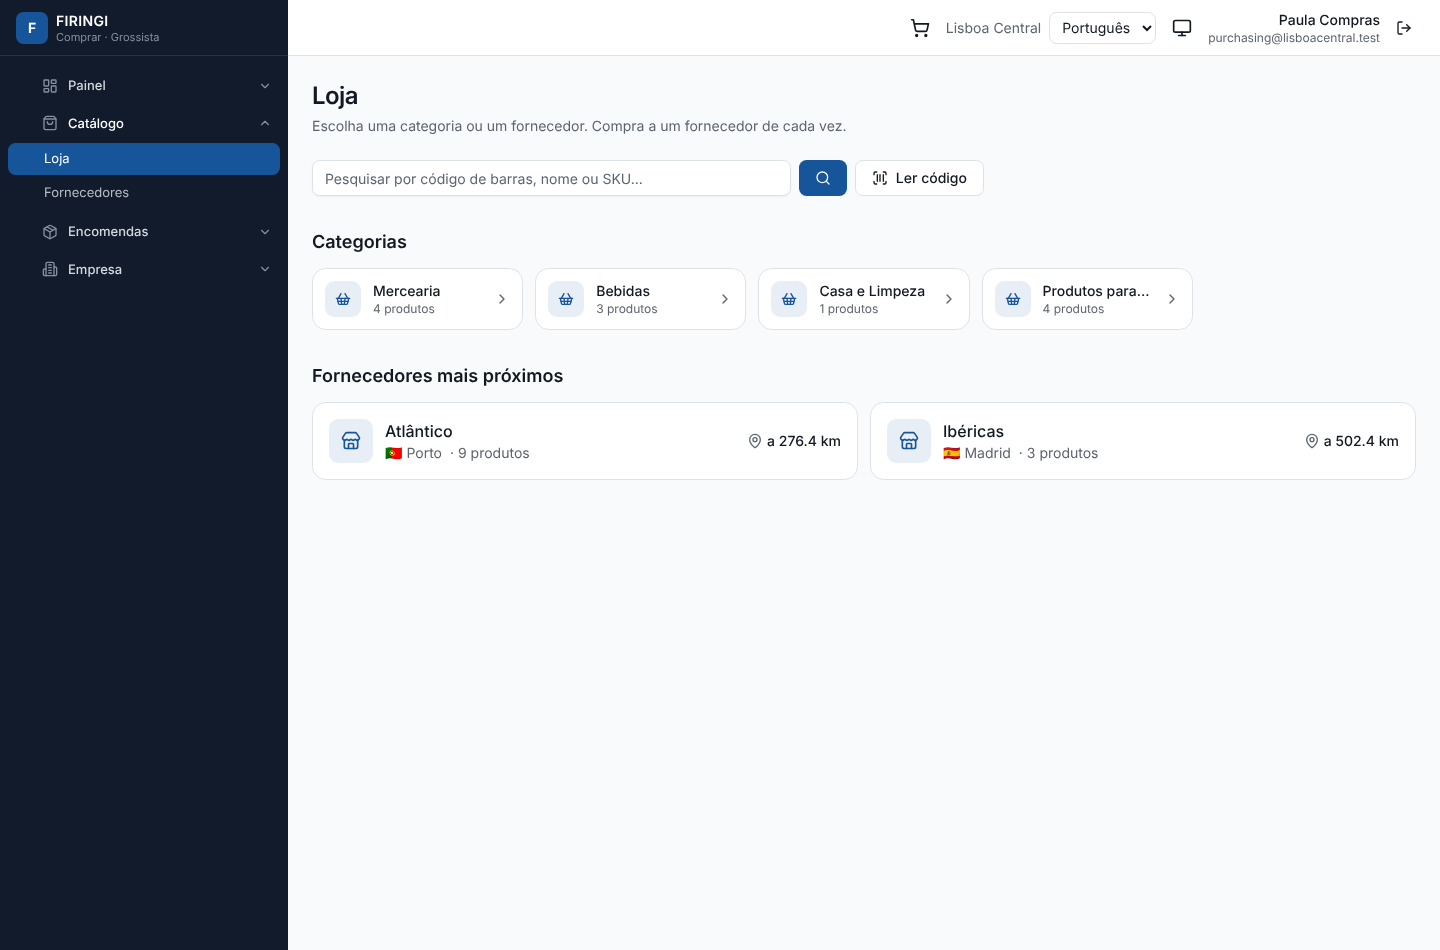 F
FIRINGI
Comprar · Grossista
Lisboa Central
Português
Paula Compras
purchasing@lisboacentral.test
Painel
Catálogo
Loja
Fornecedores
Encomendas
Empresa
Loja
Escolha uma categoria ou um fornecedor. Compra a um fornecedor de cada vez.
Pesquisar por código de barras, nome ou SKU...
Ler código
Categorias
Mercearia
4 produtos
Bebidas
3 produtos
Casa e Limpeza
1 produtos
Produtos para...
4 produtos
Fornecedores mais próximos
Atlântico
Porto · 9 produtos
a 276.4 km
Ibéricas
Madrid · 3 produtos
a 502.4 km